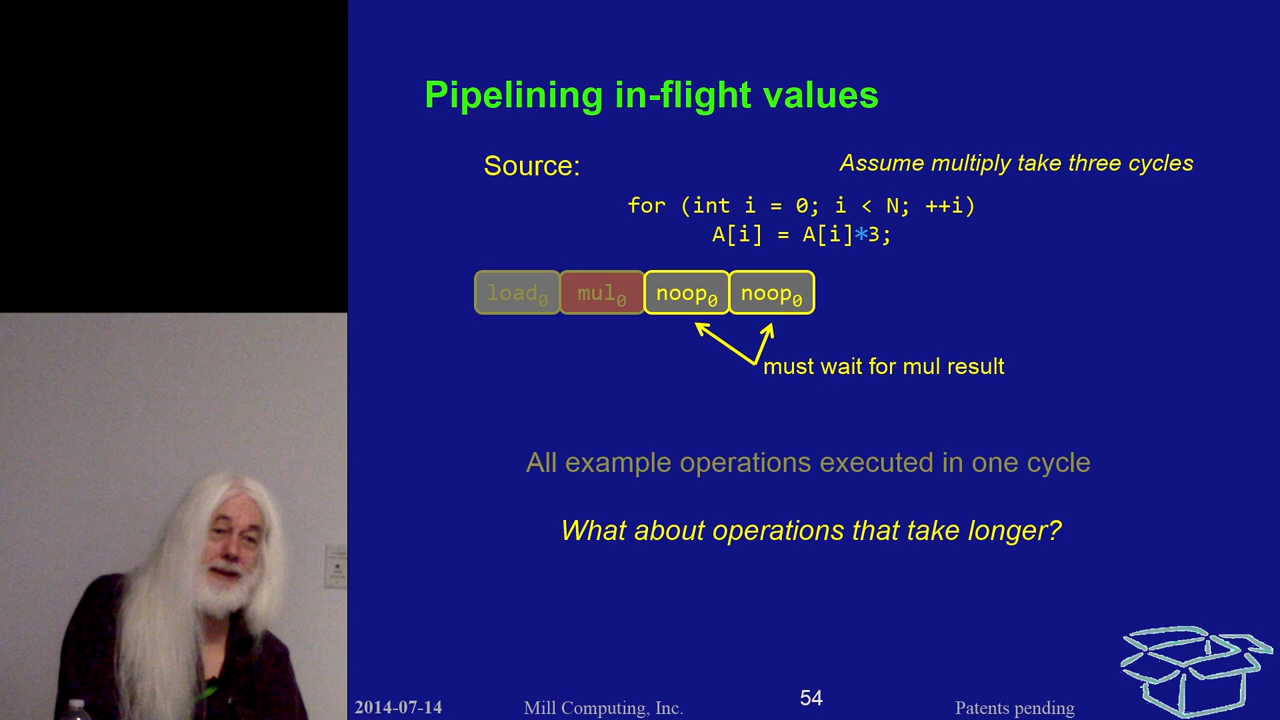 Pipelining in-flight values
Source:
Assume multiply take three cycles
for (int i = 0; i < N; ++i)
A[i] = A[i]*3;
load0 mul0 noop0 noop0
must wait for mul result
All example operations executed in one cycle
What about operations that take longer?
2014-07-14 Mill Computing, Inc. 54 Patents pending